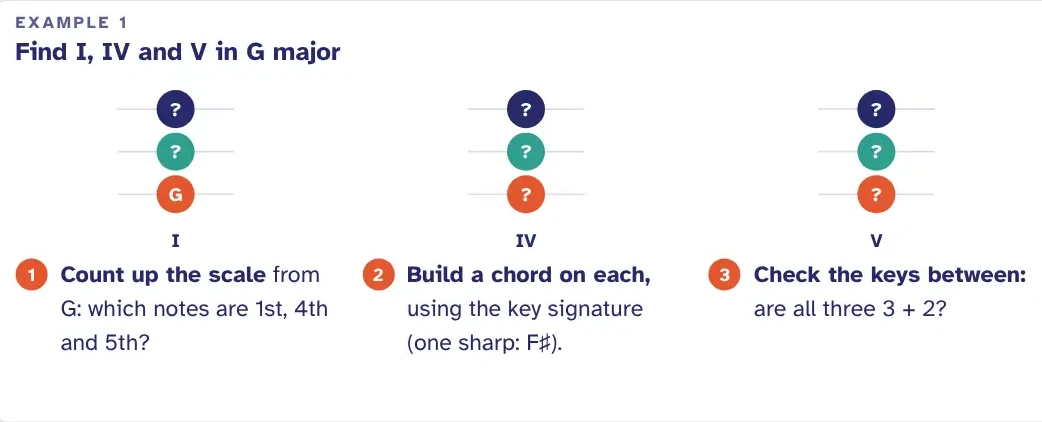 EXAMPLE 1
Find I, IV and V in G major
? ? ?
? ? ?
G ? ?
I IV V
1 Count up the scale from
G: which notes are 1st, 4th
and 5th?
2 Build a chord on each,
using the key signature
(one sharp: F♯).
3 Check the keys between:
are all three 3 + 2?